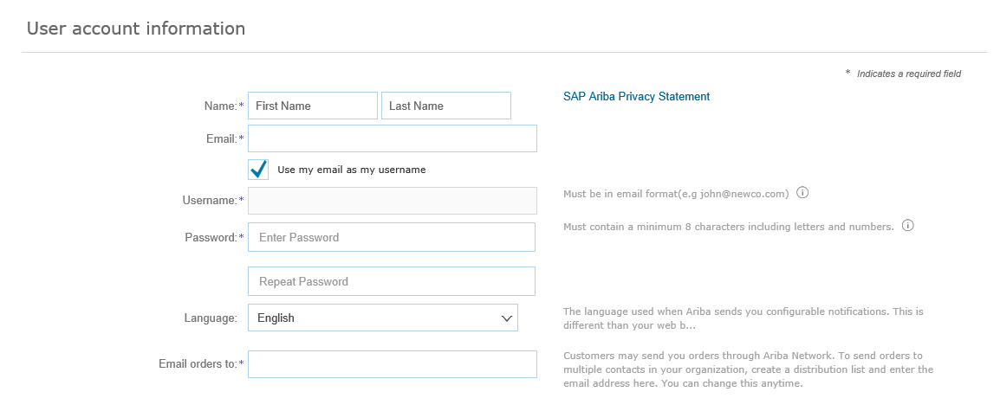 User account information
* Indicates a required field
Name:* First Name Last Name SAP Ariba Privacy Statement
Email:*
Use my email as my username
Username:* Must be in email format(e.g john@newco.com)
Password:* Enter Password Must contain a minimum 8 characters including letters and numbers.
Repeat Password
Language: English The language used when Ariba sends you configurable notifications. This is
different than your web b...
Email orders to:* Customers may send you orders through Ariba Network. To send orders to
multiple contacts in your organization, create a distribution list and enter the
email address here. You can change this anytime.